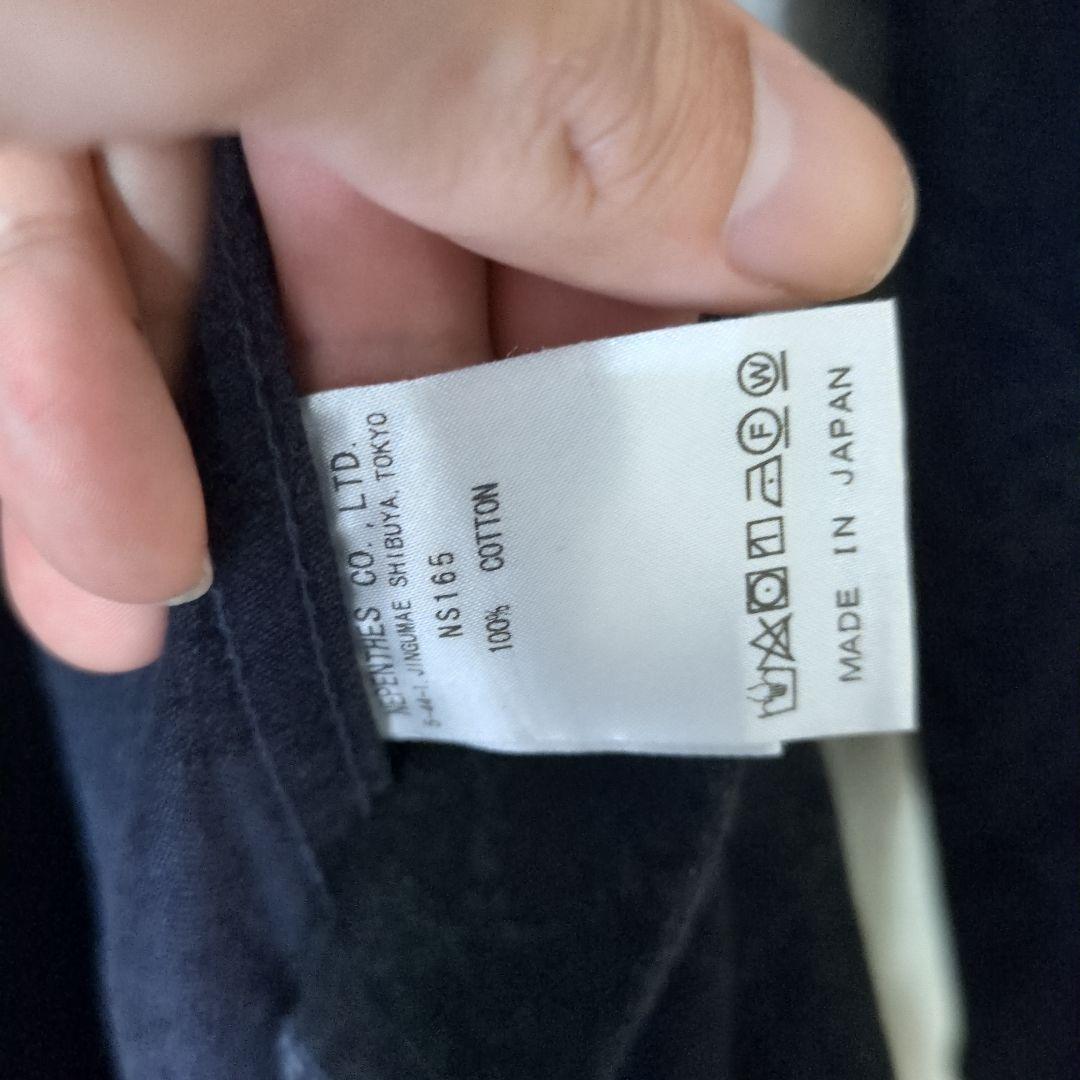 NEPENTHES CO., LTD.
5-44-1, JINGUMAE SHIBUYA, TOKYO
NS165
100% COTTON
F W
MADE IN JAPAN